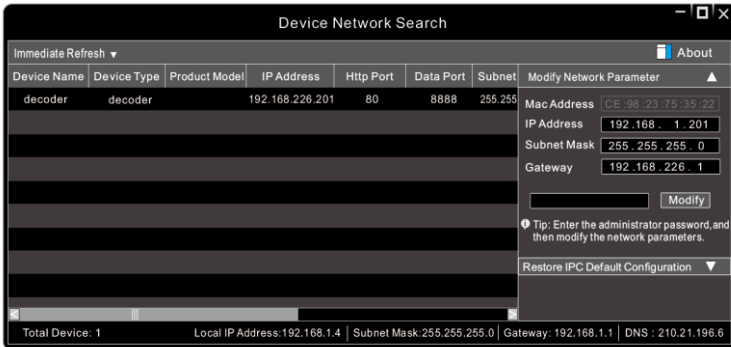 Device Network Search
Immediate Refresh
About
Device Name Device Type Product Model IP Address Http Port Data Port Subnet
decoder decoder 192.168.226.201 80 8888 255.255
Modify Network Parameter
Mac Address CE:98:23:75:35:22
IP Address 192.168. 1.201
Subnet Mask 255.255.255. 0
Gateway 192.168.226. 1
Modify
Tip: Enter the administrator password,and
then modify the network parameters.
Restore IPC Default Configuration
Total Device: 1 Local IP Address:192.168.1.4 Subnet Mask:255.255.255.0 Gateway: 192.168.1.1 DNS : 210.21.196.6